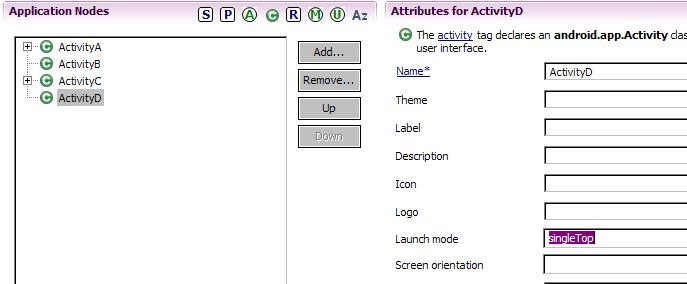 Application Nodes
S P A C R M U Az
ActivityA
ActivityB
ActivityC
ActivityD
Add...
Remove...
Up
Down
Attributes for ActivityD
The activity tag declares an android.app.Activity clas
user interface.
Name* ActivityD
Theme
Label
Description
Icon
Logo
Launch mode singleTop
Screen orientation